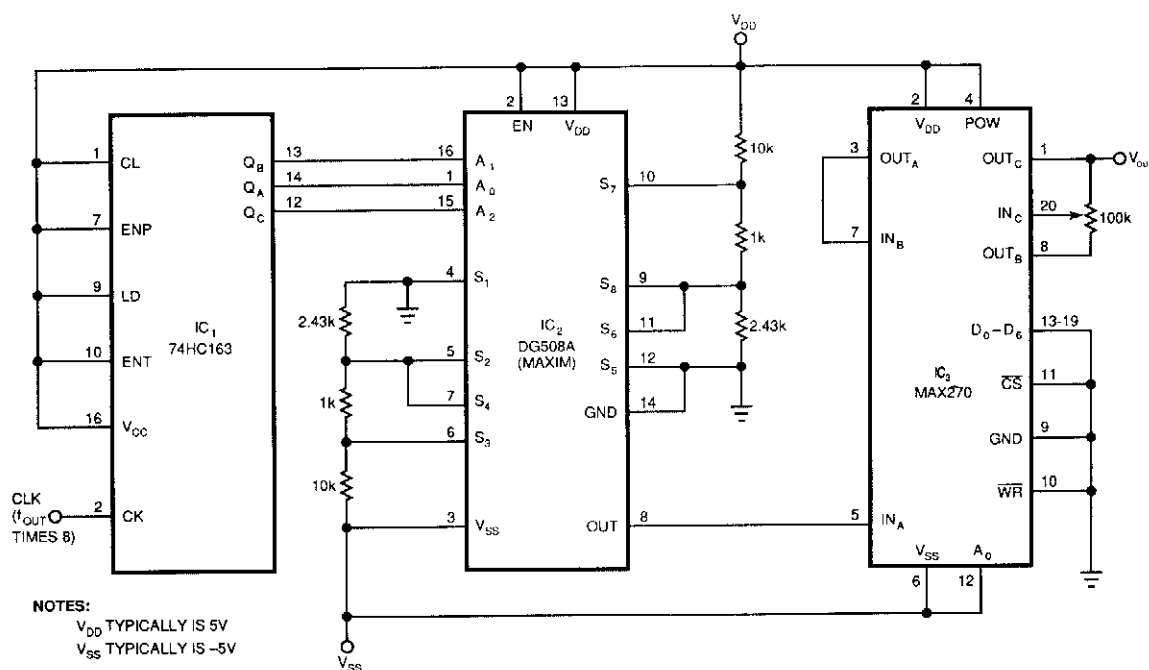 V_DD
2 13 2 4
EN V_DD V_DD POW
1 CL
Q_B 13 16 A_1
Q_A 14 1 A_0
Q_C 12 15 A_2
7 ENP
9 LD
10 ENT
16 V_CC
CLK
(f_OUT
TIMES 8)
2 CK
IC_1
74HC163
4 S_1
2.43k
5 S_2
7 S_4
1k
6 S_3
10k
3 V_SS
IC_2
DG508A
(MAXIM)
S_7 10
S_8 9
S_6 11
S_5 12
GND 14
OUT 8
10k
1k
2.43k
3 OUT_A
7 IN_B
5 IN_A
OUT_C 1 V_OU
IN_C 20 100k
OUT_B 8
D_0–D_6 13-19
IC_3
MAX270
CS 11
GND 9
WR 10
V_SS A_0
6 12
NOTES:
V_DD TYPICALLY IS 5V
V_SS TYPICALLY IS –5V
V_SS